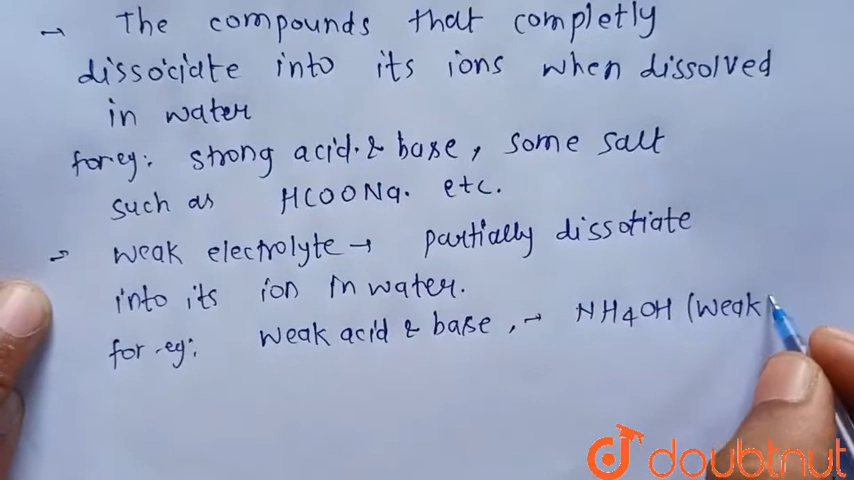 → The compounds that completly
dissociate into its ions when dissolved
in water
for eg: strong acid. & base, some salt
such as HCOONa. etc.
→ weak electrolyte → partially dissotiate
into its ion in water.
for .eg: weak acid & base, → NH4OH (weak
doubtnut